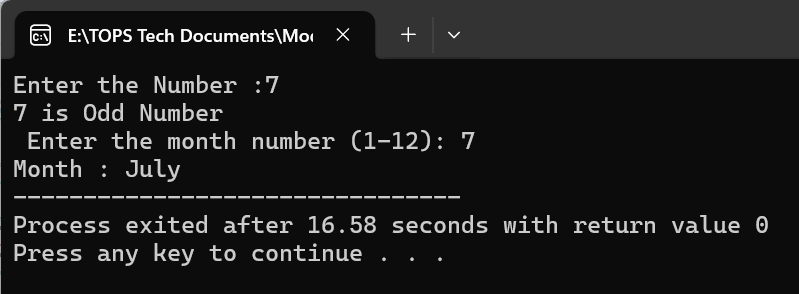 E:\TOPS Tech Documents\Mo
Enter the Number :7
7 is Odd Number
 Enter the month number (1-12): 7
Month : July
--------------------------------
Process exited after 16.58 seconds with return value 0
Press any key to continue . . .